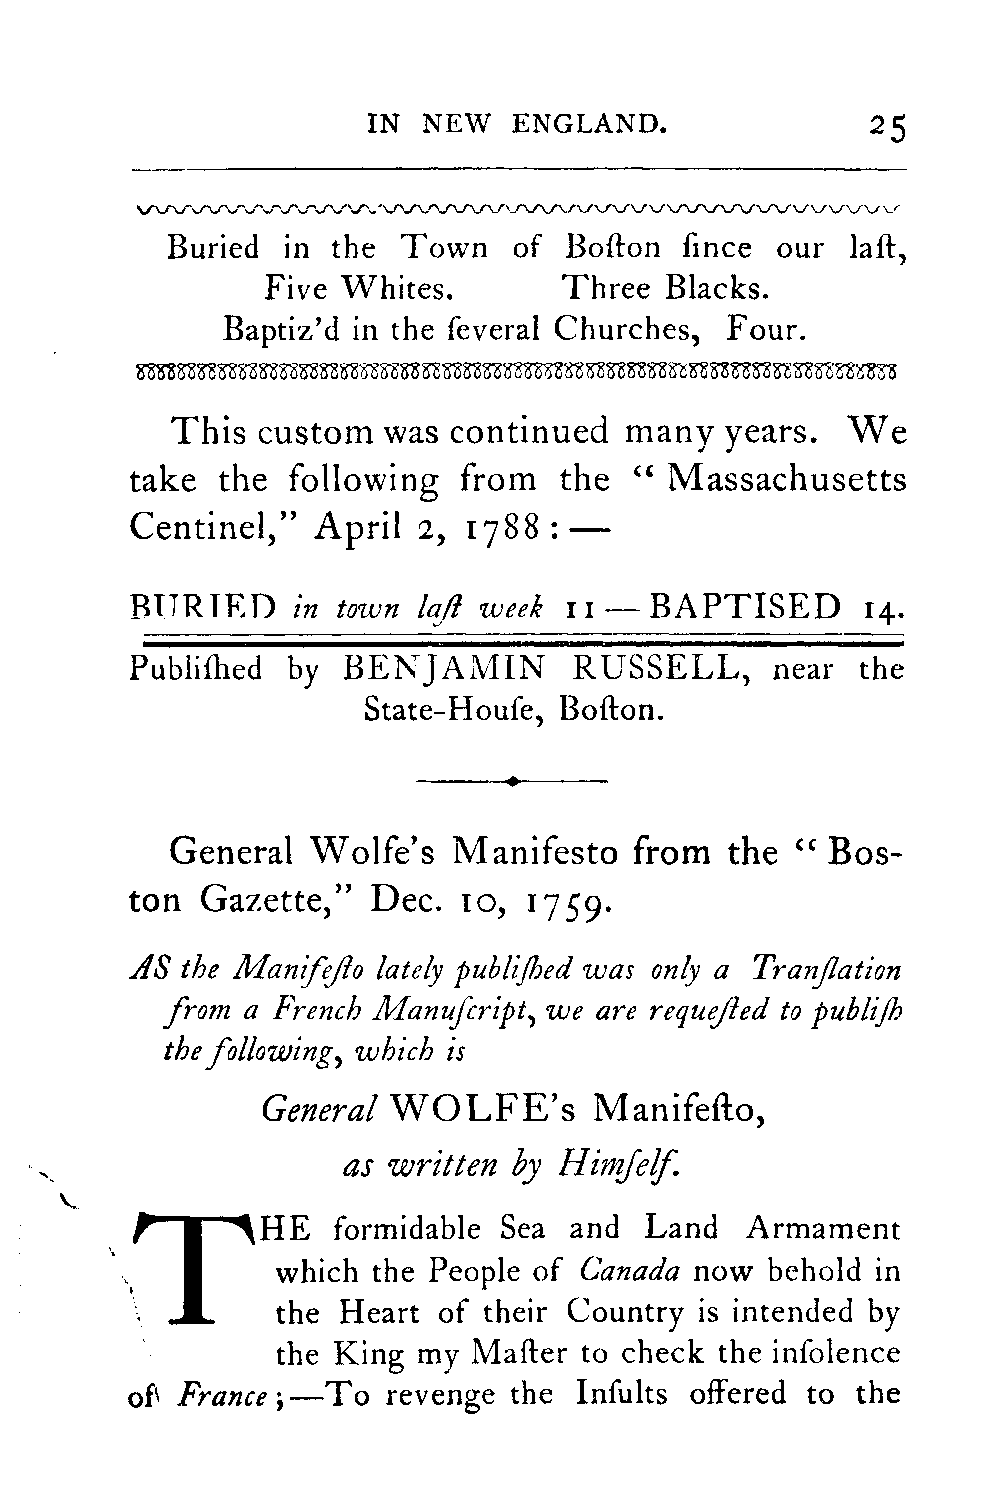 IN NEW ENGLAND. 25
Buried in the Town of Boſton ſince our laſt,
Five Whites. Three Blacks.
Baptiz’d in the ſeveral Churches, Four.
This custom was continued many years. We
take the following from the “ Massachusetts
Centinel,” April 2, 1788 : —
BURIED in town laſt week 11 — BAPTISED 14.
Publiſhed by BENJAMIN RUSSELL, near the
State-Houſe, Boſton.
General Wolfe’s Manifesto from the “ Bos-
ton Gazette,” Dec. 10, 1759.
AS the Manifeſto lately publiſhed was only a Tranſlation
from a French Manuſcript, we are requeſted to publiſh
the following, which is
General WOLFE’s Manifeſto,
as written by Himſelf.
THE formidable Sea and Land Armament
which the People of Canada now behold in
the Heart of their Country is intended by
the King my Maſter to check the inſolence
of France ;—To revenge the Inſults offered to the